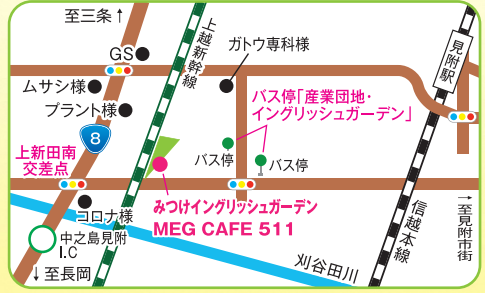 至三条↑
GS
上越新幹線
ガトウ専科様
見附駅
ムサシ様
プラント様
バス停「産業団地・
イングリッシュガーデン」
8
上新田南
交差点
バス停
バス停
コロナ様
みつけイングリッシュガーデン
MEG CAFE 511
中之島見附
I.C
↓至長岡
刈谷田川
信越本線
→至見附市街